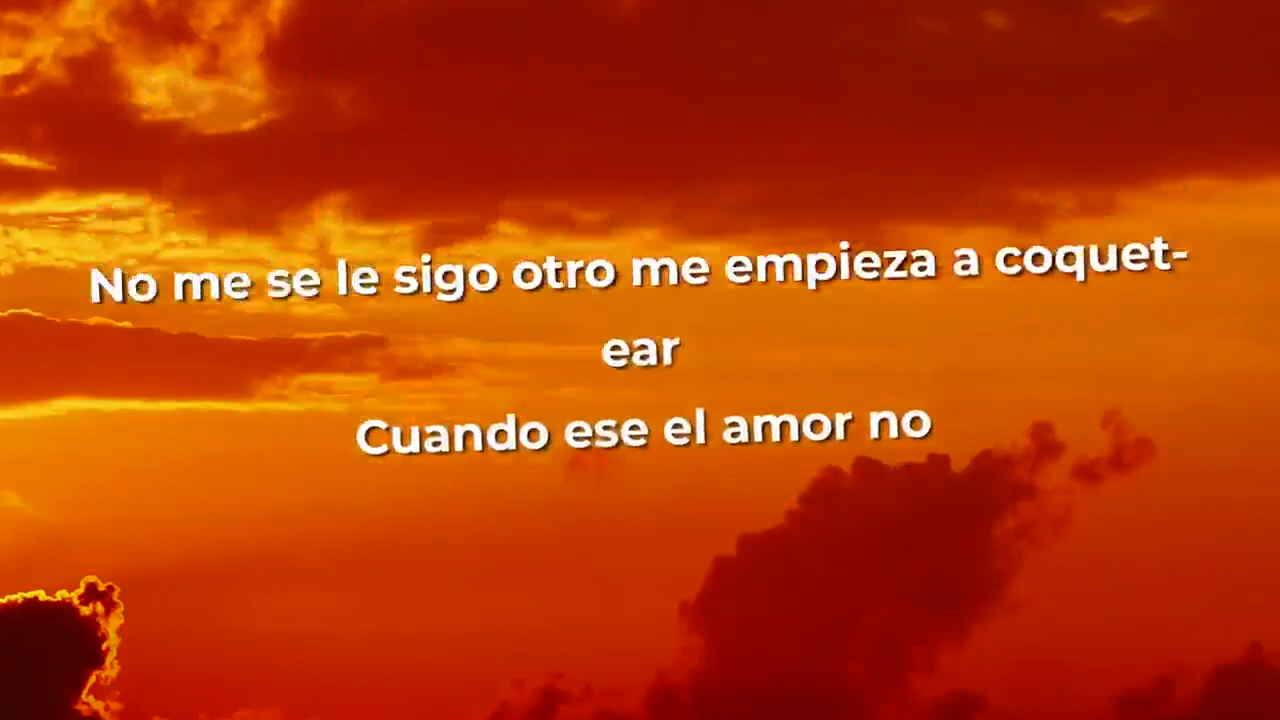 No me se le sigo otro me empieza a coquet-
ear
Cuando ese el amor no